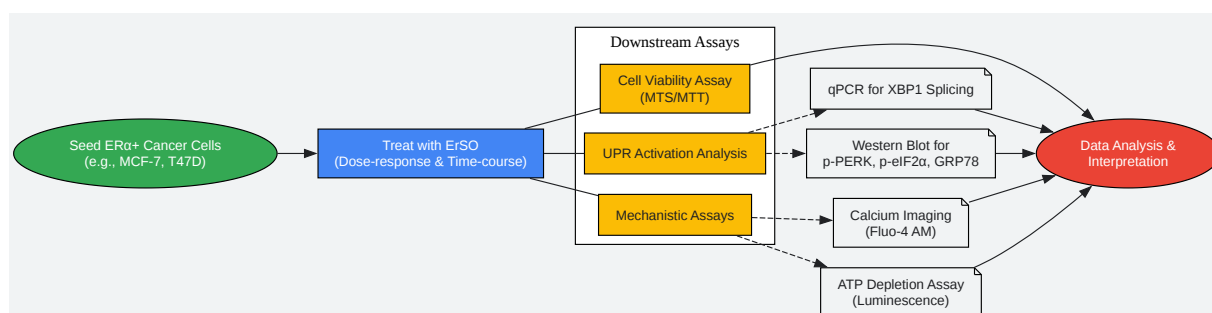 Downstream Assays
Seed ERα+ Cancer Cells
(e.g., MCF-7, T47D)
Treat with ErSO
(Dose-response & Time-course)
Cell Viability Assay
(MTS/MTT)
UPR Activation Analysis
Mechanistic Assays
qPCR for XBP1 Splicing
Western Blot for
p-PERK, p-eIF2α, GRP78
Calcium Imaging
(Fluo-4 AM)
ATP Depletion Assay
(Luminescence)
Data Analysis &
Interpretation